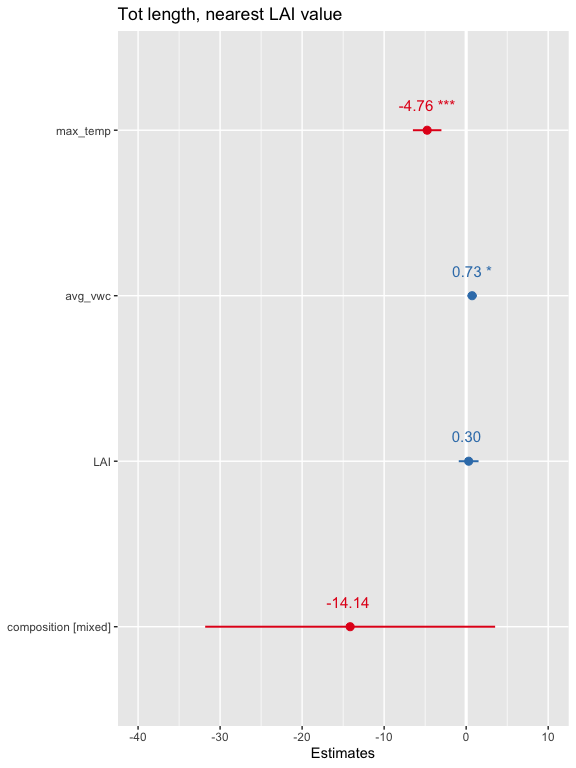 Tot length, nearest LAI value
-4.76 ***
max_temp
0.73 *
avg_vwc
0.30
LAI
-14.14
composition [mixed]
-40 -30 -20 -10 0 10
Estimates